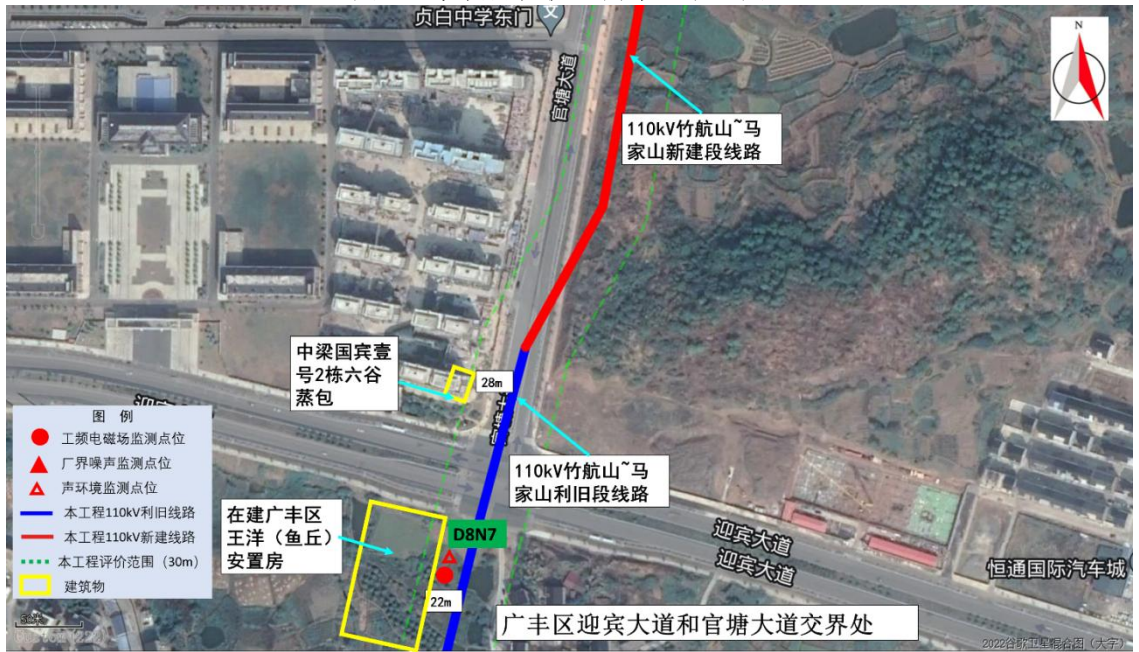 贞白中学东门
文
N
官塘大道
110kV竹航山~马
家山新建段线路
中梁国宾壹
号2栋六谷
蒸包
28m
官塘大
迎宾
图 例
工频电磁场监测点位
厂界噪声监测点位
声环境监测点位
本工程110kV利旧线路
本工程110kV新建线路
本工程评价范围（30m）
建筑物
110kV竹航山~马
家山利旧段线路
在建广丰区
王洋（鱼丘）
安置房
D8N7
22m
迎宾大道
迎宾大道
恒通国际汽车城
广丰区迎宾大道和官塘大道交界处
2022谷歌卫星混合图（大字）